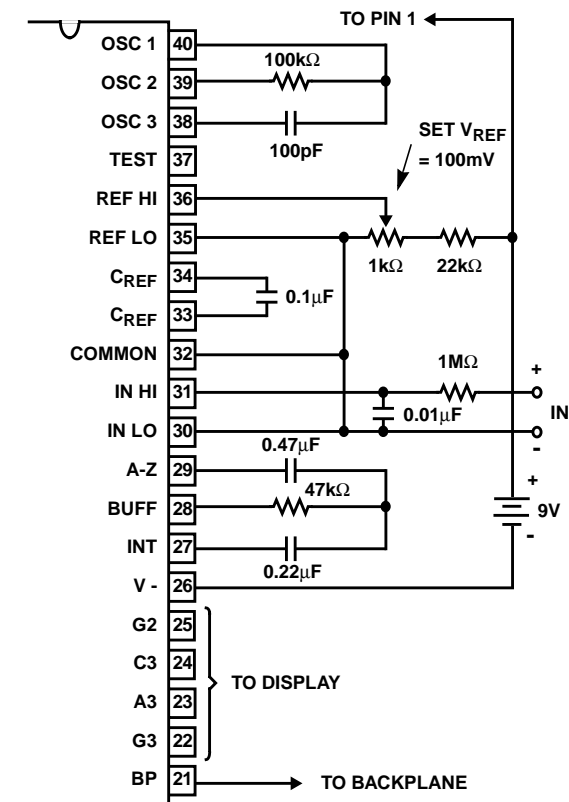 TO PIN 1
OSC 1 40
100kΩ
OSC 2 39
OSC 3 38
100pF
SET VREF
= 100mV
TEST 37
REF HI 36
REF LO 35
1kΩ 22kΩ
CREF 34
0.1µF
CREF 33
COMMON 32
1MΩ
+
IN HI 31
IN
0.01µF
IN LO 30
-
0.47µF
A-Z 29
+
47kΩ
BUFF 28
9V
-
INT 27
0.22µF
V - 26
G2 25
C3 24
TO DISPLAY
A3 23
G3 22
BP 21 TO BACKPLANE